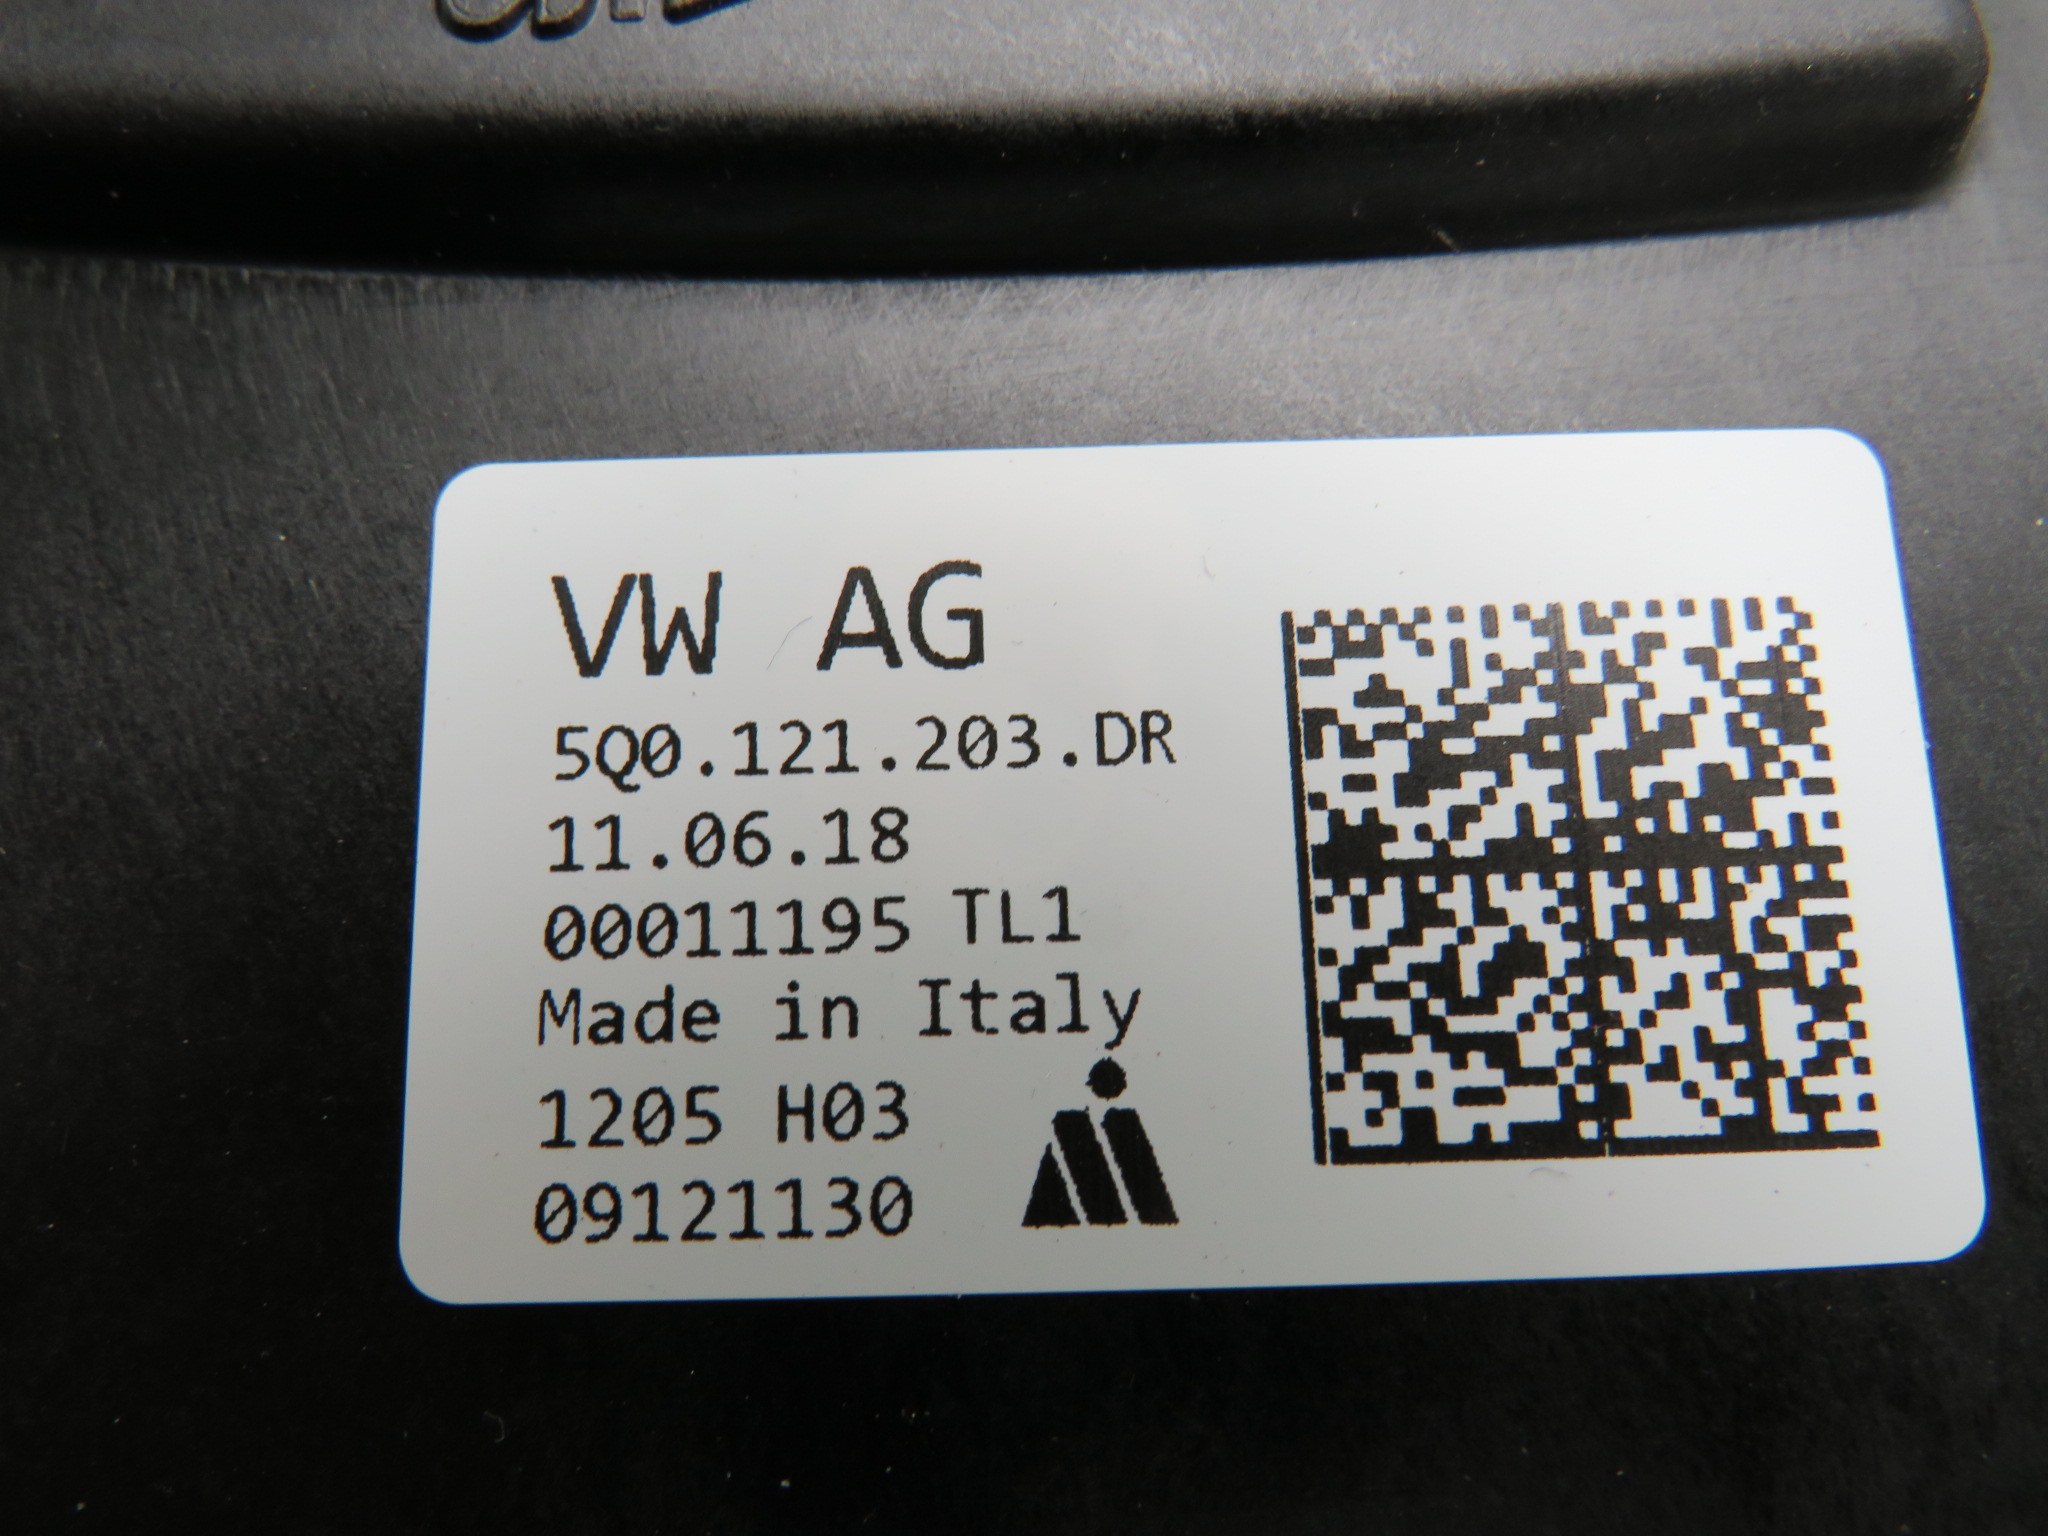 VW AG
5Q0.121.203.DR
11.06.18
00011195 TL1
Made in Italy
1205 H03
09121130